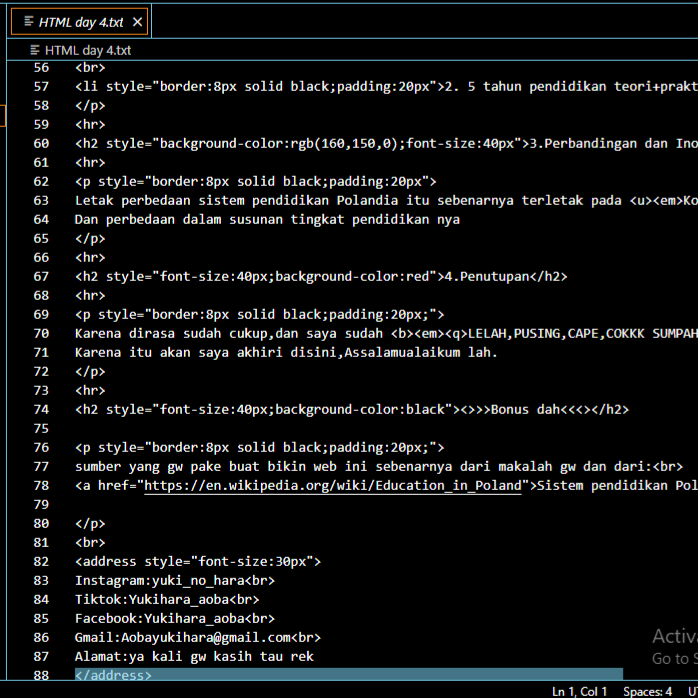 HTML day 4.txt
HTML day 4.txt
56 <br>
57 <li style="border:8px solid black;padding:20px">2. 5 tahun pendidikan teori+prakt
58 </p>
59 <hr>
60 <h2 style="background-color:rgb(160,150,0);font-size:40px">3.Perbandingan dan Ino
61 <hr>
62 <p style="border:8px solid black;padding:20px">
63 Letak perbedaan sistem pendidikan Polandia itu sebenarnya terletak pada <u><em>Ko
64 Dan perbedaan dalam susunan tingkat pendidikan nya
65 </p>
66 <hr>
67 <h2 style="font-size:40px;background-color:red">4.Penutupan</h2>
68 <hr>
69 <p style="border:8px solid black;padding:20px;">
70 Karena dirasa sudah cukup,dan saya sudah <b><em><q>LELAH,PUSING,CAPE,COKKK SUMPAH
71 Karena itu akan saya akhiri disini,Assalamualaikum lah.
72 </p>
73 <hr>
74 <h2 style="font-size:40px;background-color:black"><>>>Bonus dah<<<></h2>
75
76 <p style="border:8px solid black;padding:20px;">
77 sumber yang gw pake buat bikin web ini sebenarnya dari makalah gw dan dari:<br>
78 <a href="https://en.wikipedia.org/wiki/Education_in_Poland">Sistem pendidikan Pol
79
80 </p>
81 <br>
82 <address style="font-size:30px">
83 Instagram:yuki_no_hara<br>
84 Tiktok:Yukihara_aoba<br>
85 Facebook:Yukihara_aoba<br>
86 Gmail:Aobayukihara@gmail.com<br>
87 Alamat:ya kali gw kasih tau rek
88 </address>
Activ
Go to S
Ln 1, Col 1 Spaces: 4 U